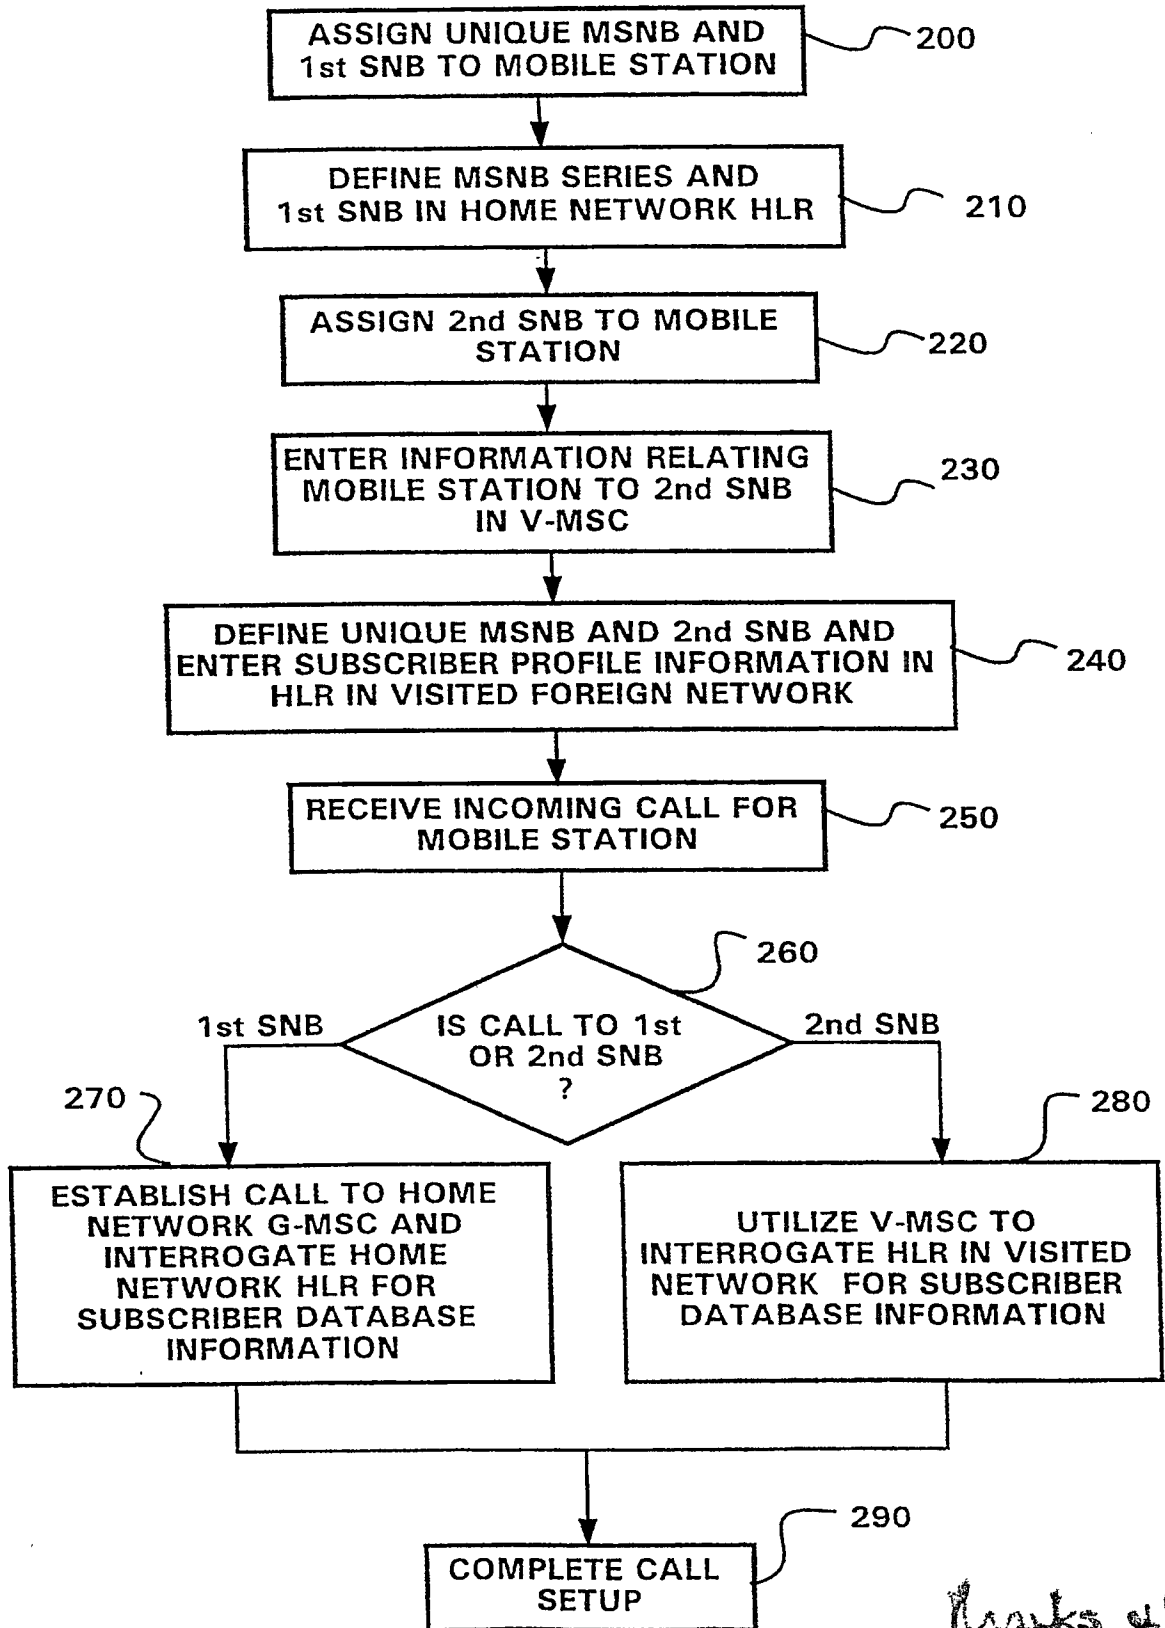 ASSIGN UNIQUE MSNB AND
1st SNB TO MOBILE STATION
200
DEFINE MSNB SERIES AND
1st SNB IN HOME NETWORK HLR
210
ASSIGN 2nd SNB TO MOBILE
STATION
220
ENTER INFORMATION RELATING
MOBILE STATION TO 2nd SNB
IN V-MSC
230
DEFINE UNIQUE MSNB AND 2nd SNB AND
ENTER SUBSCRIBER PROFILE INFORMATION IN
HLR IN VISITED FOREIGN NETWORK
240
RECEIVE INCOMING CALL FOR
MOBILE STATION
250
260
1st SNB
IS CALL TO 1st
OR 2nd SNB
?
2nd SNB
270
ESTABLISH CALL TO HOME
NETWORK G-MSC AND
INTERROGATE HOME
NETWORK HLR FOR
SUBSCRIBER DATABASE
INFORMATION
280
UTILIZE V-MSC TO
INTERROGATE HLR IN VISITED
NETWORK FOR SUBSCRIBER
DATABASE INFORMATION
290
COMPLETE CALL
SETUP